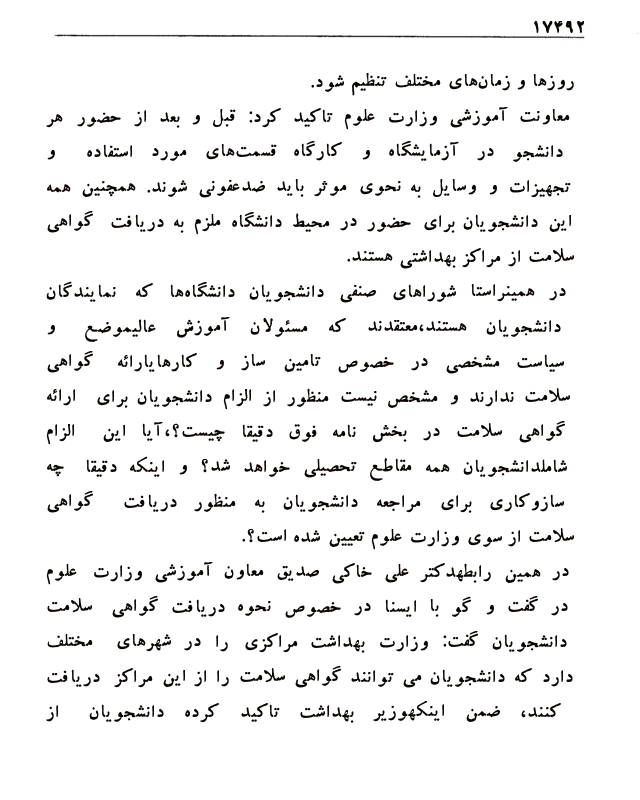 ۱۷۴۹۲
روزها و زمان‌های مختلف تنظیم شود.
معاونت آموزشی وزارت علوم تاکید کرد: قبل و بعد از حضور هر
دانشجو در آزمایشگاه و کارگاه قسمت‌های مورد استفاده و
تجهیزات و وسایل به نحوی موثر باید ضدعفونی شوند. همچنین همه
این دانشجویان برای حضور در محیط دانشگاه ملزم به دریافت گواهی
سلامت از مراکز بهداشتی هستند.
در همینراستا شوراهای صنفی دانشجویان دانشگاه‌ها که نمایندگان
دانشجویان هستند،معتقدند که مسئولان آموزش عالیموضع و
سیاست مشخصی در خصوص تامین ساز و کارهایارائه گواهی
سلامت ندارند و مشخص نیست منظور از الزام دانشجویان برای ارائه
گواهی سلامت در بخش نامه فوق دقیقا چیست؟،آیا این الزام
شاملدانشجویان همه مقاطع تحصیلی خواهد شد؟ و اینکه دقیقا چه
سازوکاری برای مراجعه دانشجویان به منظور دریافت گواهی
سلامت از سوی وزارت علوم تعیین شده است؟.
در همین رابطهدکتر علی خاکی صدیق معاون آموزشی وزارت علوم
در گفت و گو با ایسنا در خصوص نحوه دریافت گواهی سلامت
دانشجویان گفت: وزارت بهداشت مراکزی را در شهرهای مختلف
دارد که دانشجویان می توانند گواهی سلامت را از این مراکز دریافت
کنند، ضمن اینکهوزیر بهداشت تاکید کرده دانشجویان از